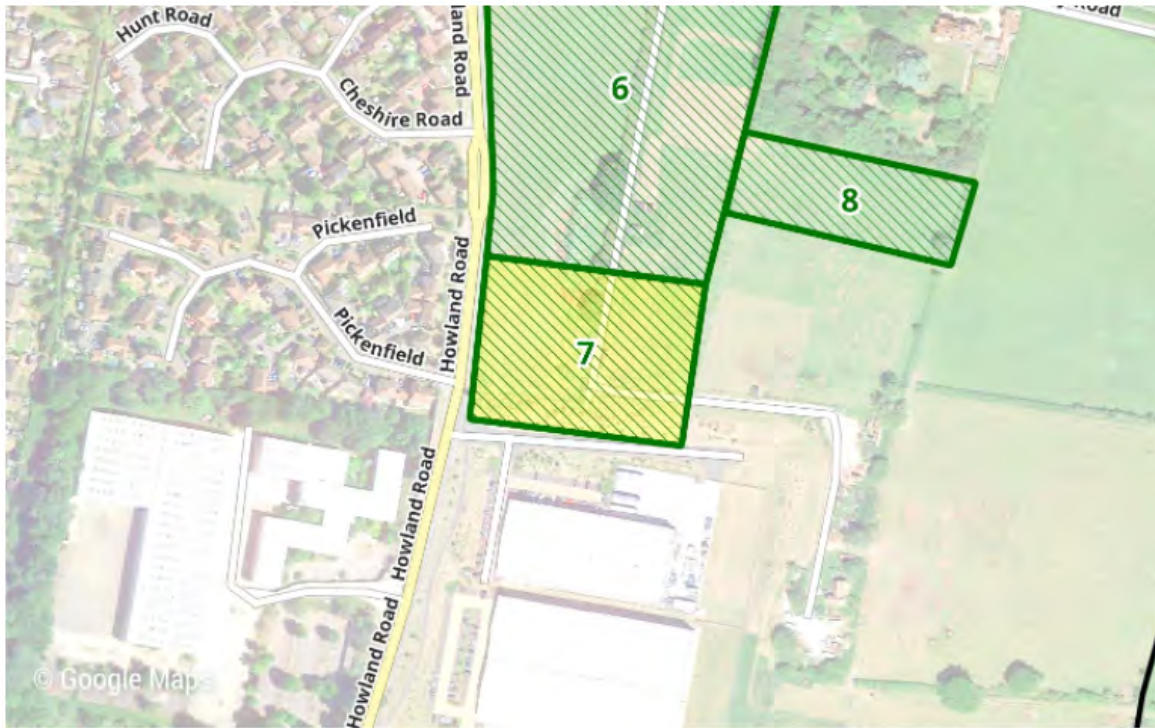 Hunt Road
land Road
Cheshire Road
6
8
Pickenfield
Howland Road
Pickenfield
7
Howland Road
Howland Road
© Google Maps